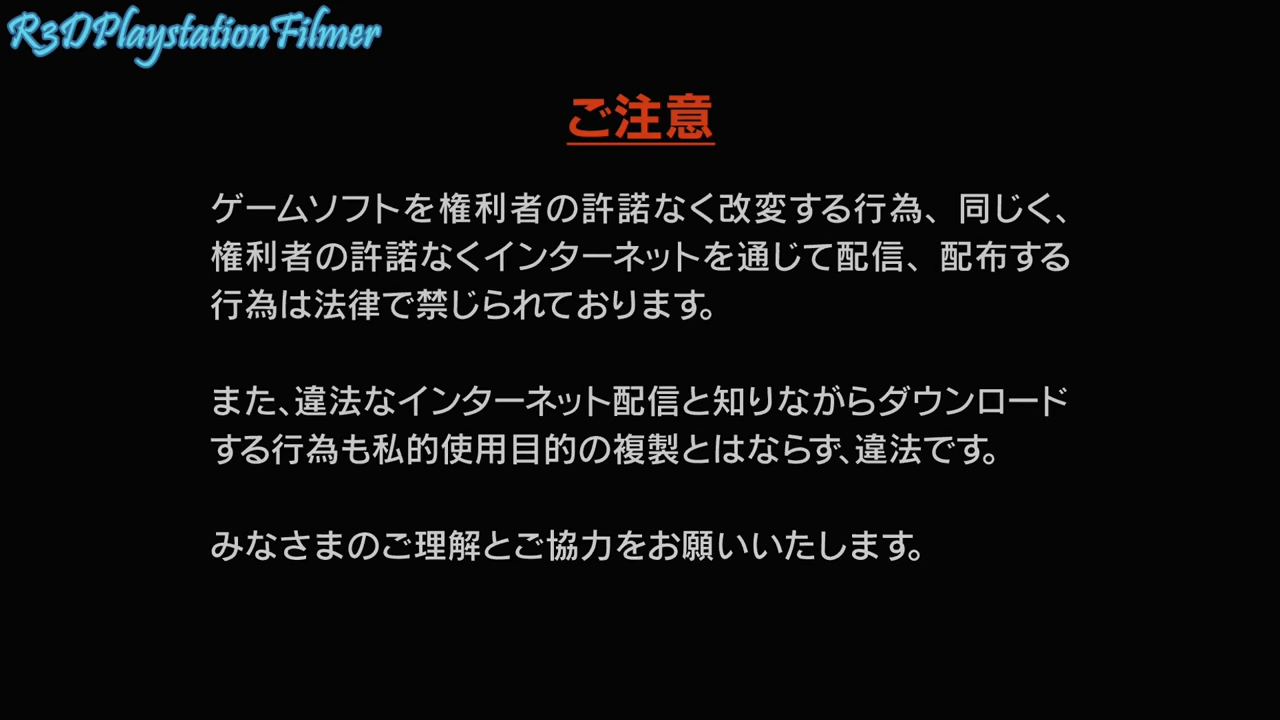 R3DPlaystationFilmer
ご注意
ゲームソフトを権利者の許諾なく改変する行為、同じく、
権利者の許諾なくインターネットを通じて配信、配布する
行為は法律で禁じられております。
また、違法なインターネット配信と知りながらダウンロード
する行為も私的使用目的の複製とはならず、違法です。
みなさまのご理解とご協力をお願いいたします。